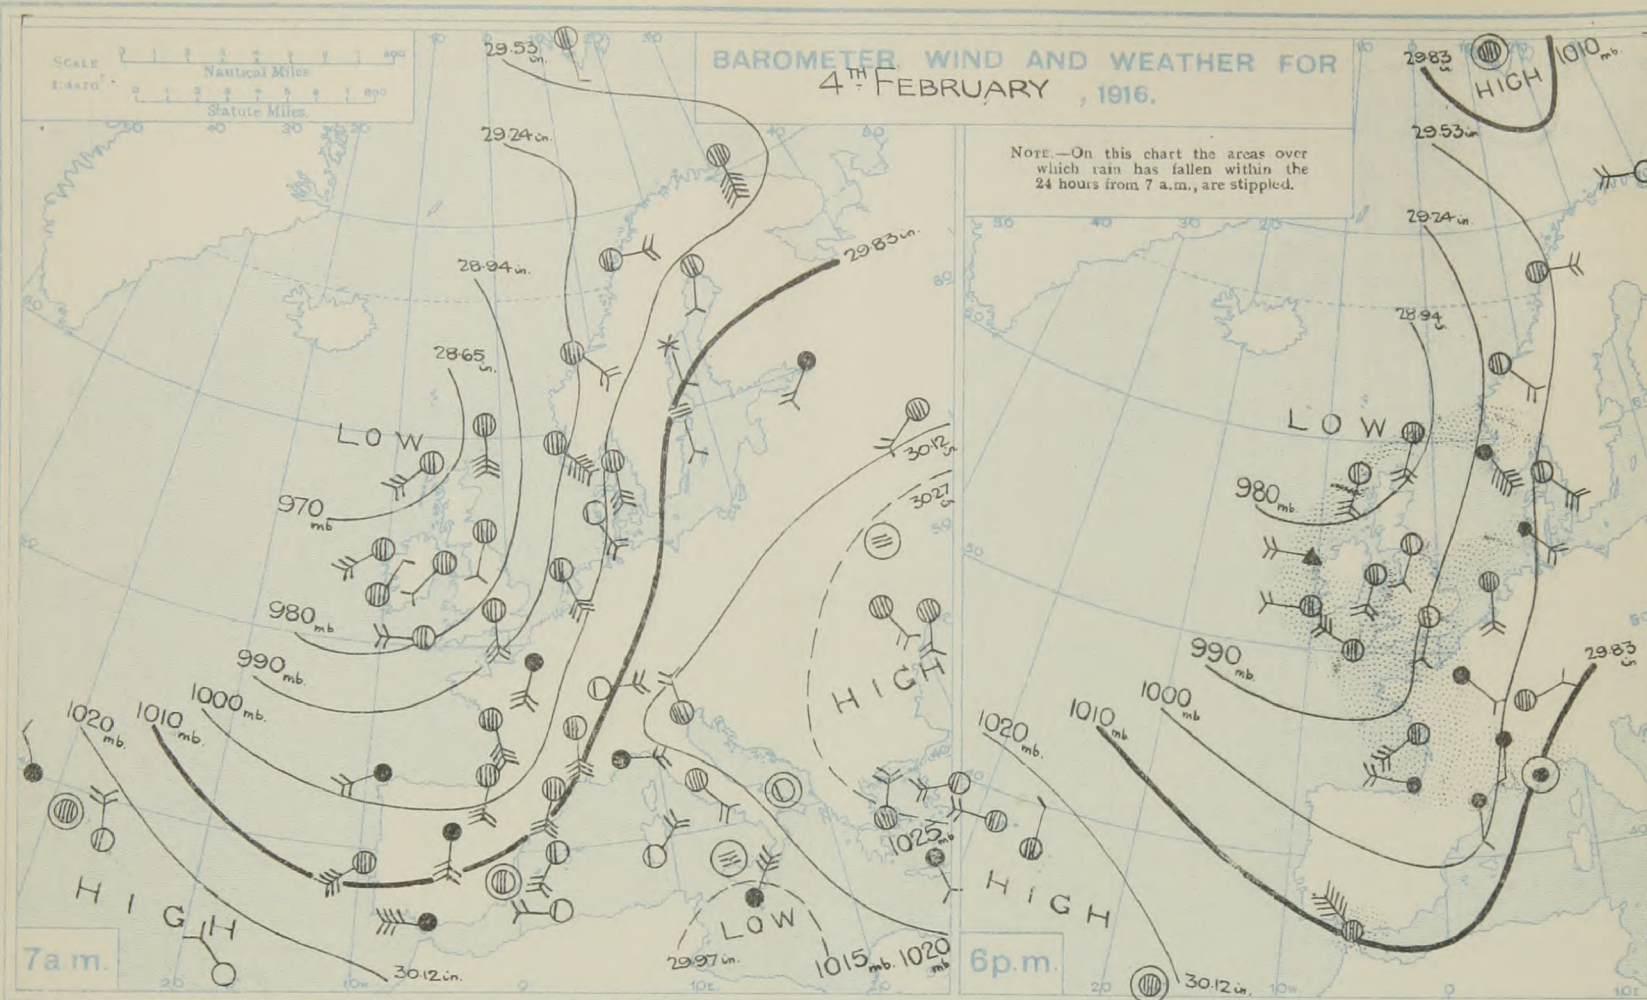 BAROMETER, WIND AND WEATHER FOR
4TH FEBRUARY, 1916.
SCALE
Nautical Miles
Statute Miles.
NOTE.—On this chart the areas over
which rain has fallen within the
24 hours from 7 a.m., are stippled.
29.53 in.
29.24 in.
28.94 in.
28.65 in.
29.83 in.
30.12 in
30.27 in
LOW
970 mb
980 mb
990 mb.
1000 mb.
1010 mb.
1020 mb.
HIGH
HIGH
1025 mb
LOW
29.97 in.
1015 mb.
1020 mb
30.12 in.
7 a.m.
29.83 in.
HIGH
1010 mb.
29.53 in
29.24 in.
28.94 in.
LOW
980 mb.
990 mb.
1000 mb.
1010 mb
1020 mb.
29.83 in
HIGH
30.12 in.
6 p.m.